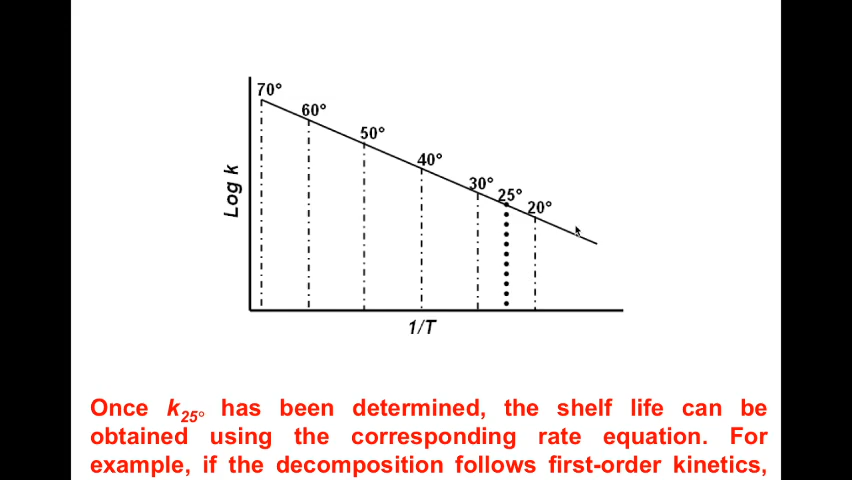 70°
60°
50°
40°
30°
25°
20°
Log k
1/T
Once k25° has been determined, the shelf life can be
obtained using the corresponding rate equation. For
example, if the decomposition follows first-order kinetics,